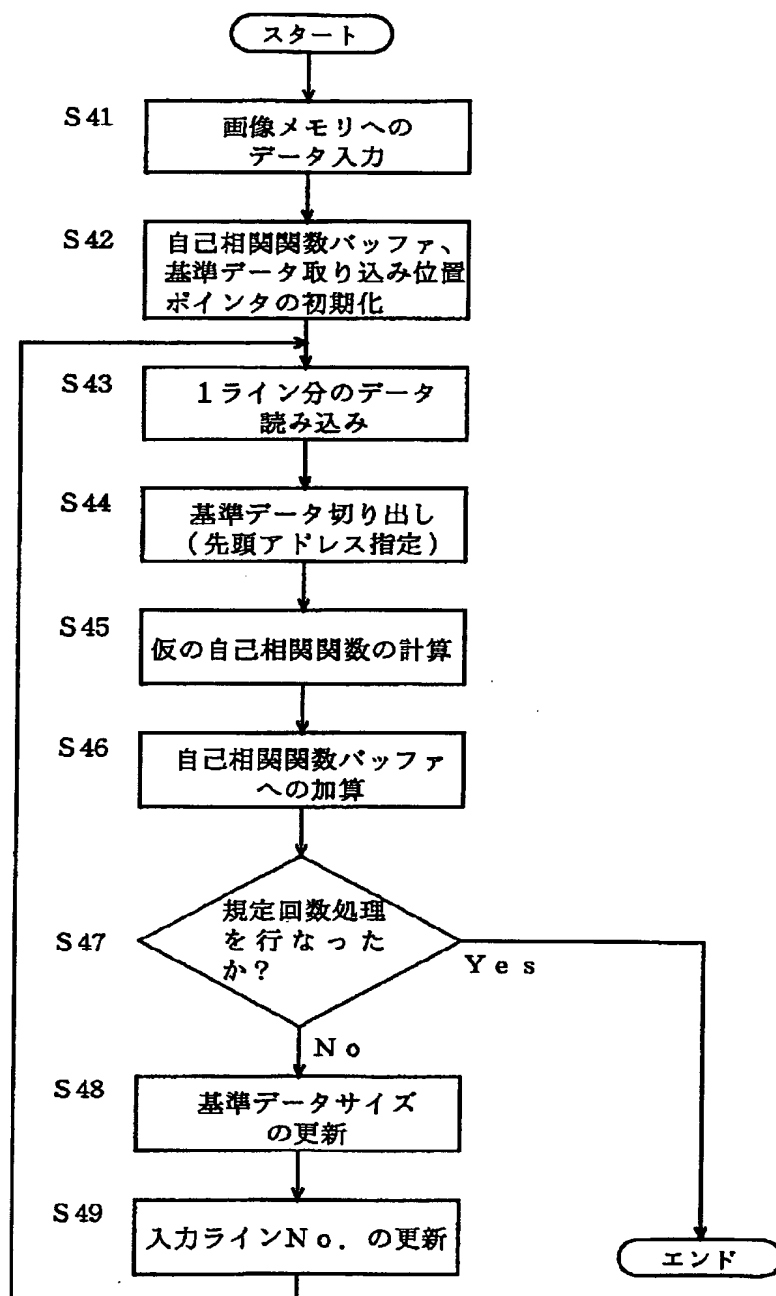 スタート
S41
画像メモリへの
データ入力
S42
自己相関関数バッファ、
基準データ取り込み位置
ポインタの初期化
S43
1ライン分のデータ
読み込み
S44
基準データ切り出し
(先頭アドレス指定)
S45
仮の自己相関関数の計算
S46
自己相関関数バッファ
への加算
S47
規定回数処理
を行なった
か?
Yes
No
S48
基準データサイズ
の更新
S49
入力ラインNo.の更新
エンド